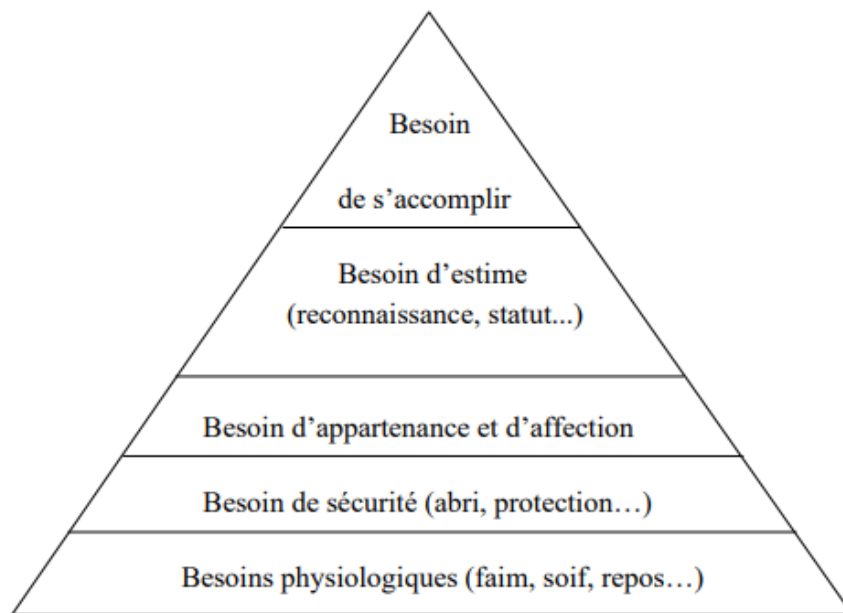 Besoin
de s’accomplir
Besoin d’estime
(reconnaissance, statut...)
Besoin d’appartenance et d’affection
Besoin de sécurité (abri, protection…)
Besoins physiologiques (faim, soif, repos…)